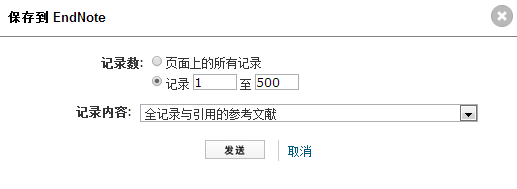 保存到 EndNote
记录数: 页面上的所有记录
记录 1 至 500
记录内容: 全记录与引用的参考文献
发送 取消